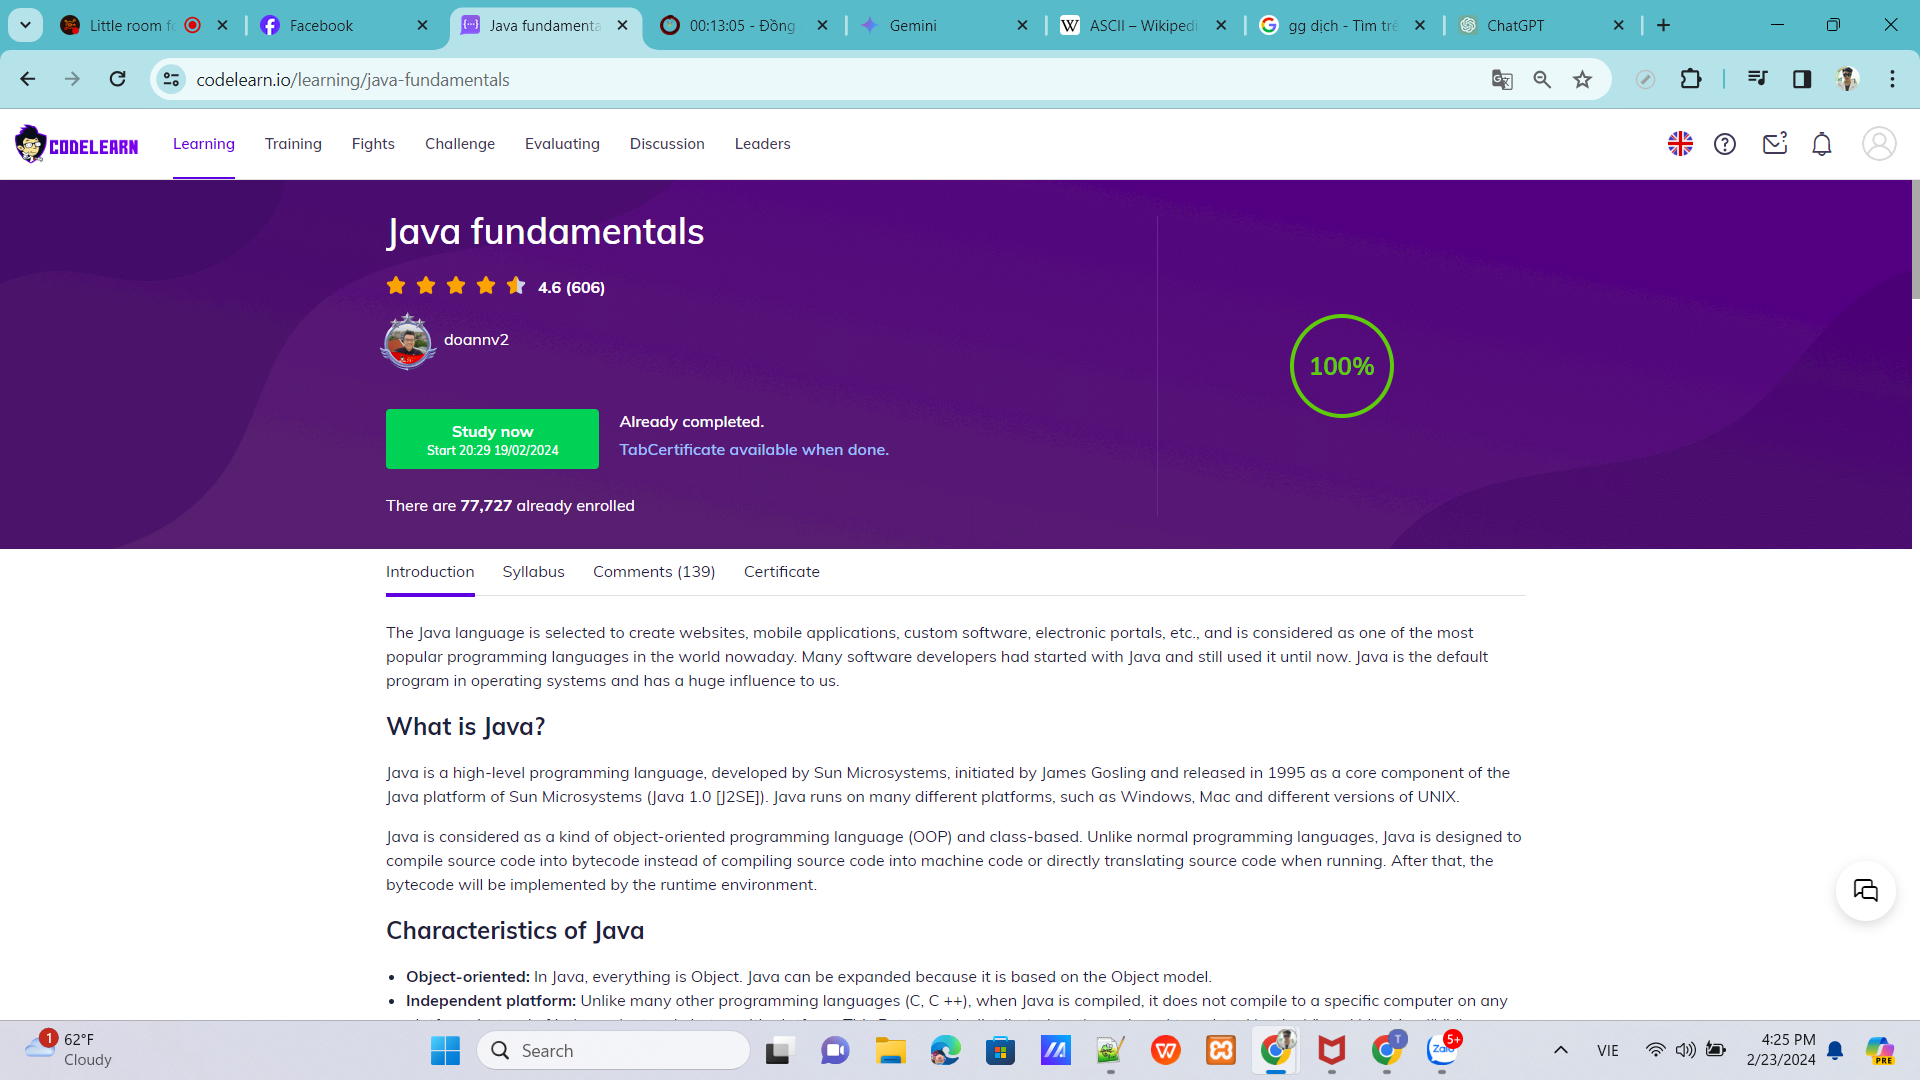 Little room fo
Facebook
Java fundamenta
00:13:05 - Đồng
Gemini
ASCII – Wikipedi
gg dịch - Tìm trê
ChatGPT
codelearn.io/learning/java-fundamentals
CODELEARN
Learning
Training
Fights
Challenge
Evaluating
Discussion
Leaders
Java fundamentals
4.6 (606)
doannv2
100%
Study now
Start 20:29 19/02/2024
Already completed.
TabCertificate available when done.
There are 77,727 already enrolled
Introduction
Syllabus
Comments (139)
Certificate
The Java language is selected to create websites, mobile applications, custom software, electronic portals, etc., and is considered as one of the most
popular programming languages in the world nowaday. Many software developers had started with Java and still used it until now. Java is the default
program in operating systems and has a huge influence to us.
What is Java?
Java is a high-level programming language, developed by Sun Microsystems, initiated by James Gosling and released in 1995 as a core component of the
Java platform of Sun Microsystems (Java 1.0 [J2SE]). Java runs on many different platforms, such as Windows, Mac and different versions of UNIX.
Java is considered as a kind of object-oriented programming language (OOP) and class-based. Unlike normal programming languages, Java is designed to
compile source code into bytecode instead of compiling source code into machine code or directly translating source code when running. After that, the
bytecode will be implemented by the runtime environment.
Characteristics of Java
• Object-oriented: In Java, everything is Object. Java can be expanded because it is based on the Object model.
• Independent platform: Unlike many other programming languages (C, C ++), when Java is compiled, it does not compile to a specific computer on any
1
62°F
Cloudy
Search
T
Zalo
5+
VIE
4:25 PM
2/23/2024
PRE